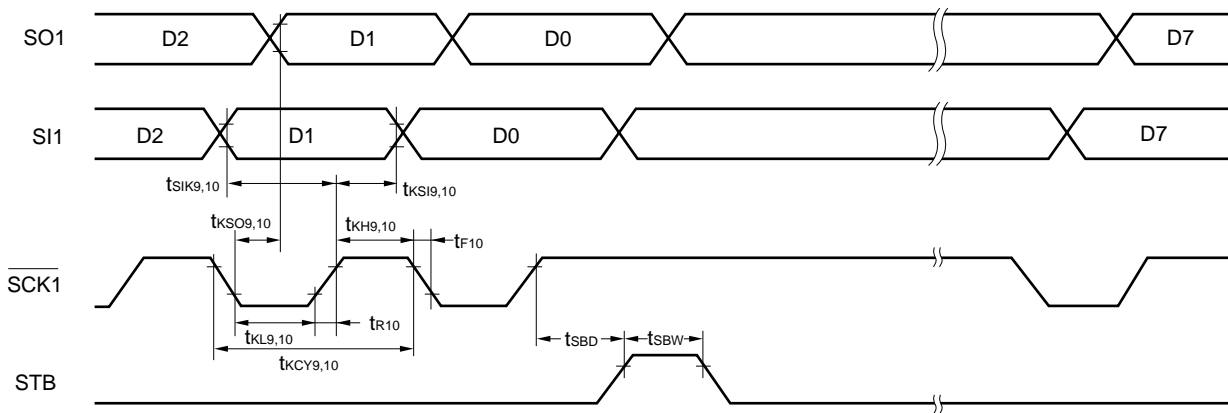 SO1 D2 D1 D0 D7
SI1 D2 D1 D0 D7
tSIK9,10 tKSI9,10
tKSO9,10 tKH9,10 tF10
SCK1
tKL9,10 tR10 tSBD tSBW
tKCY9,10
STB